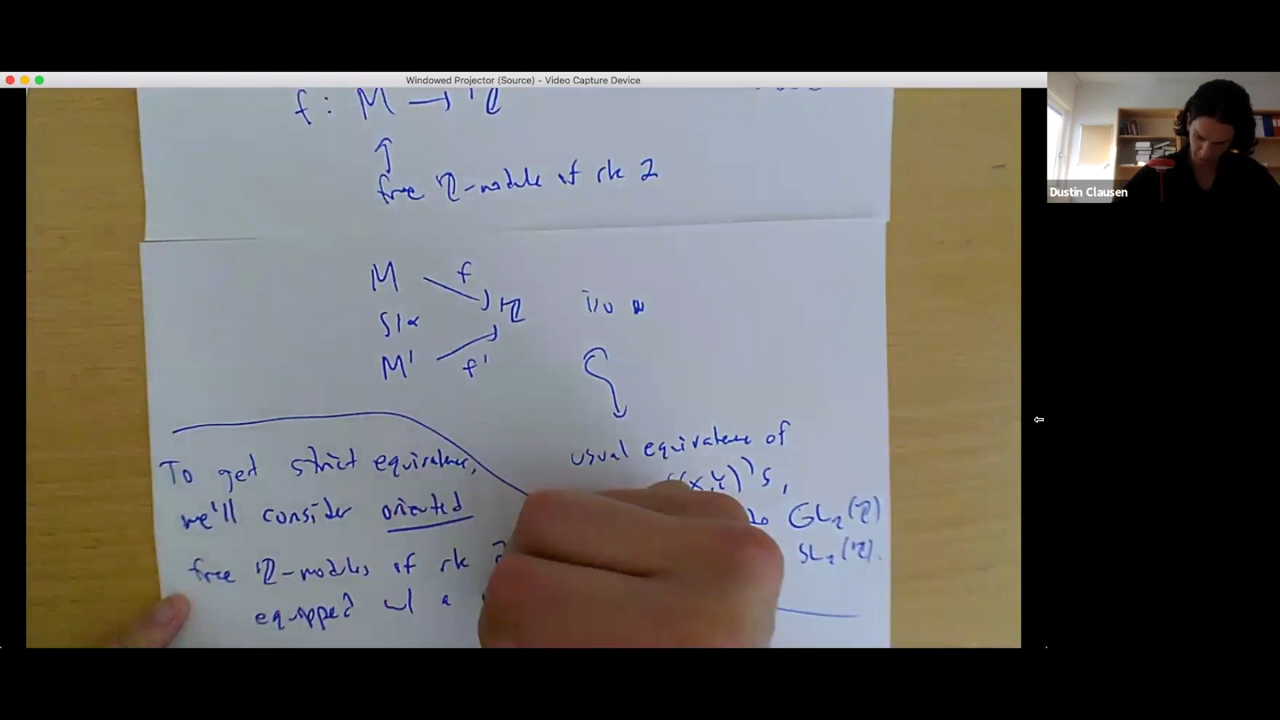 Windowed Projector (Source) - Video Capture Device
f : M → ℤ
↑
free ℤ-module of rk 2
Dustin Clausen
M f
S|α ℤ iso
M' f'
usual equivalence of
To get strict equivalence,
f(x,y)'s,
we'll consider oriented
GL₂(ℤ)
SL₂(ℤ).
free ℤ-modules of rk
equipped w/ a